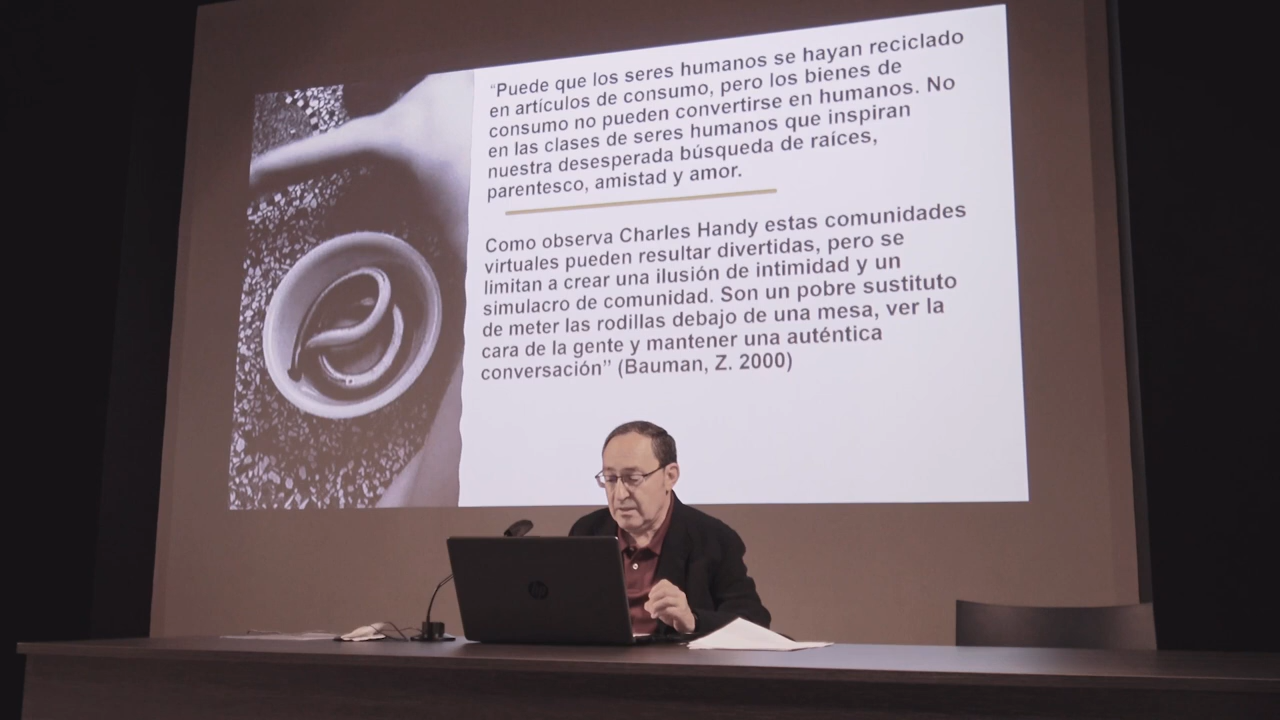 “Puede que los seres humanos se hayan reciclado
en artículos de consumo, pero los bienes de
consumo no pueden convertirse en humanos. No
en las clases de seres humanos que inspiran
nuestra desesperada búsqueda de raíces,
parentesco, amistad y amor.
Como observa Charles Handy estas comunidades
virtuales pueden resultar divertidas, pero se
limitan a crear una ilusión de intimidad y un
simulacro de comunidad. Son un pobre sustituto
de meter las rodillas debajo de una mesa, ver la
cara de la gente y mantener una auténtica
conversación” (Bauman, Z. 2000)
hp